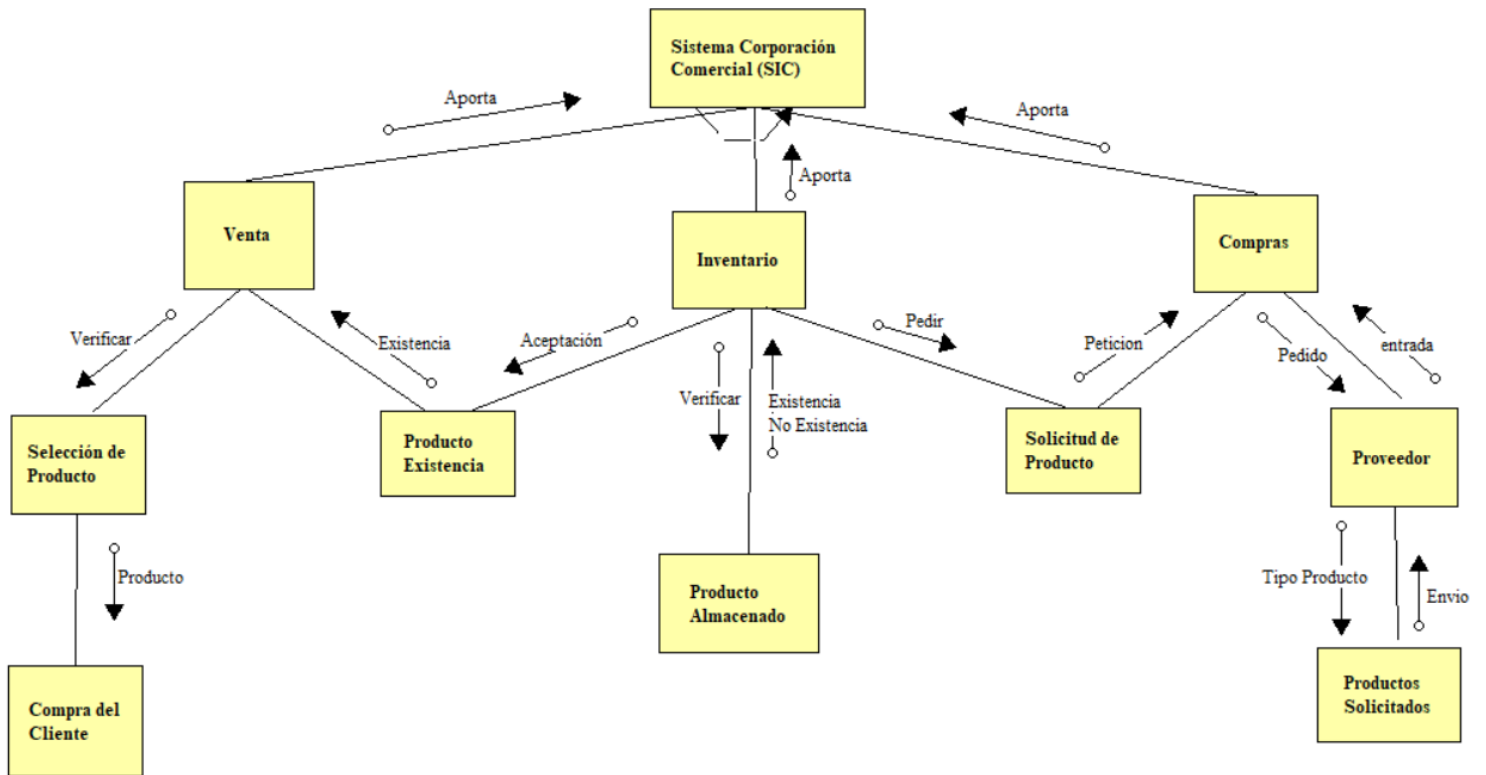 Sistema Corporación
Comercial (SIC)
Aporta
Aporta
Aporta
Venta
Inventario
Compras
Verificar
Existencia
Aceptación
Verificar
Existencia
No Existencia
Pedir
Peticion
Pedido
entrada
Selección de
Producto
Producto
Existencia
Solicitud de
Producto
Proveedor
Producto
Tipo Producto
Envio
Producto
Almacenado
Compra del
Cliente
Productos
Solicitados